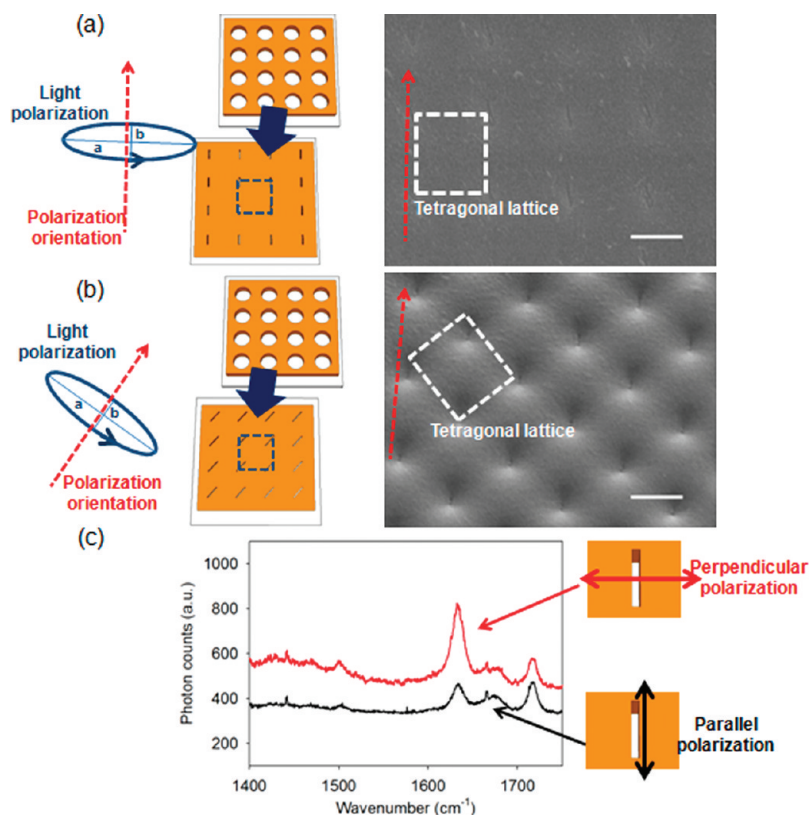 (a)
Light
polarization
b
a
Polarization
orientation
Tetragonal lattice
(b)
Light
polarization
a
b
Polarization
orientation
Tetragonal lattice
(c)
1000
800
600
400
200
Photon counts (a.u.)
1400
1500
1600
1700
Wavenumber (cm⁻¹)
Perpendicular
polarization
Parallel
polarization